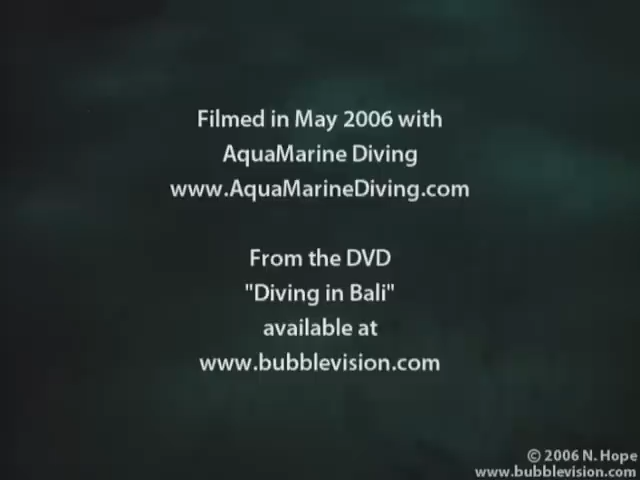 Filmed in May 2006 with
AquaMarine Diving
www.AquaMarineDiving.com
From the DVD
"Diving in Bali"
available at
www.bubblevision.com
© 2006 N. Hope
www.bubblevision.com